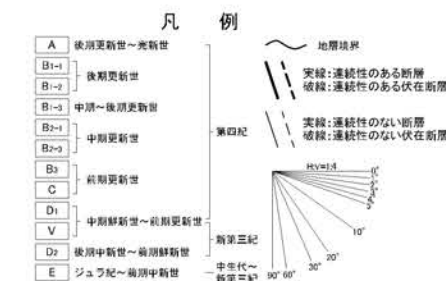 凡 例
A 後期更新世～完新世
B1-1
後期更新世
B1-2
B1-3 中期～後期更新世
B2-1
中期更新世
B2-3
B3
前期更新世
C
D1
中期鮮新世～前期更新世
V
D2 後期中新世～前期鮮新世
E ジュラ紀～前期中新世
第四紀
新第三紀
中生代～
新第三紀
地層境界
実線：連続性のある断層
破線：連続性のある伏在断層
実線：連続性のない断層
破線：連続性のない伏在断層
H:V=1:4
0°
10°
20°
30°
60°
90°